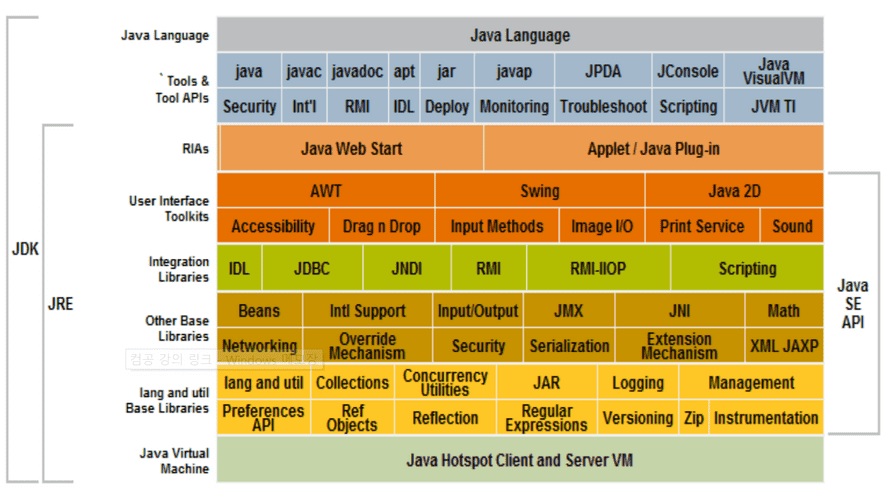 Java Language Java Language
` Tools & Tool APIs
java javac javadoc apt jar javap JPDA JConsole Java VisualVM
Security Int'l RMI IDL Deploy Monitoring Troubleshoot Scripting JVM TI
RIAs Java Web Start Applet / Java Plug-in
User Interface Toolkits
AWT Swing Java 2D
Accessibility Drag n Drop Input Methods Image I/O Print Service Sound
JDK
Integration Libraries
IDL JDBC JNDI RMI RMI-IIOP Scripting
JRE
Java SE API
Other Base Libraries
Beans Intl Support Input/Output JMX JNI Math
Networking Override Mechanism Security Serialization Extension Mechanism XML JAXP
컴공 강의 링크 - Windows 메모장
lang and util Base Libraries
lang and util Collections Concurrency Utilities JAR Logging Management
Preferences API Ref Objects Reflection Regular Expressions Versioning Zip Instrumentation
Java Virtual Machine
Java Hotspot Client and Server VM